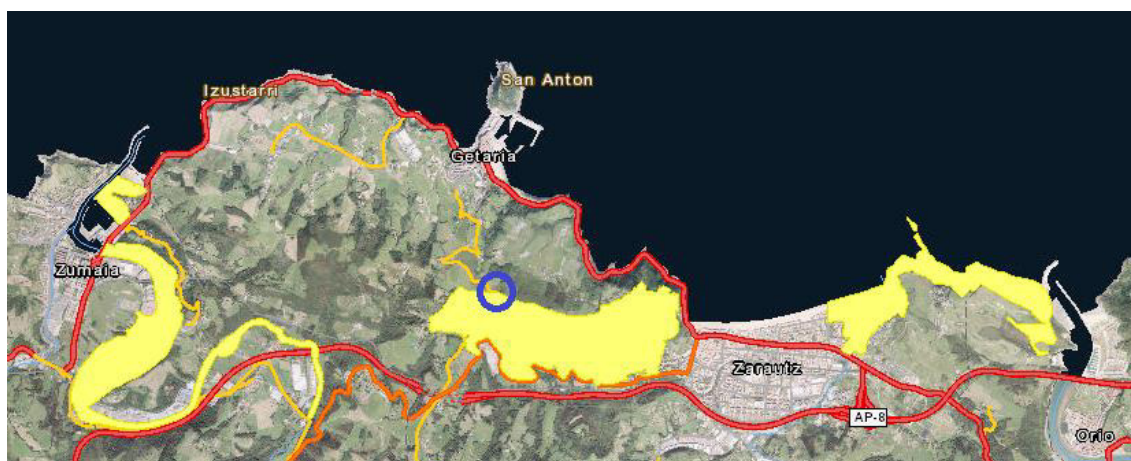 San Anton
Izustarri
Getaria
Zumaia
Zarautz
AP-8
Orio